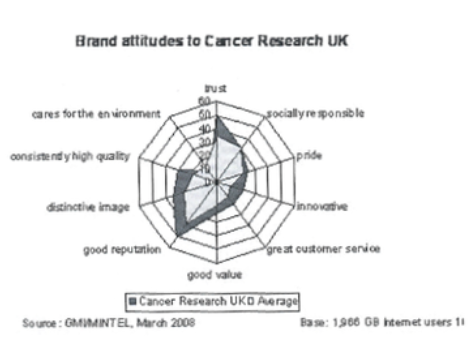 Brand attitudes to Cancer Research UK
trust
cares for the environment
socially responsible
consistently high quality
pride
distinctive image
innovative
good reputation
great customer service
good value
60
50
40
30
20
10
0
Cancer Research UK Average
Source: GMI/MINTEL, March 2008
Base: 1,966 GB internet users